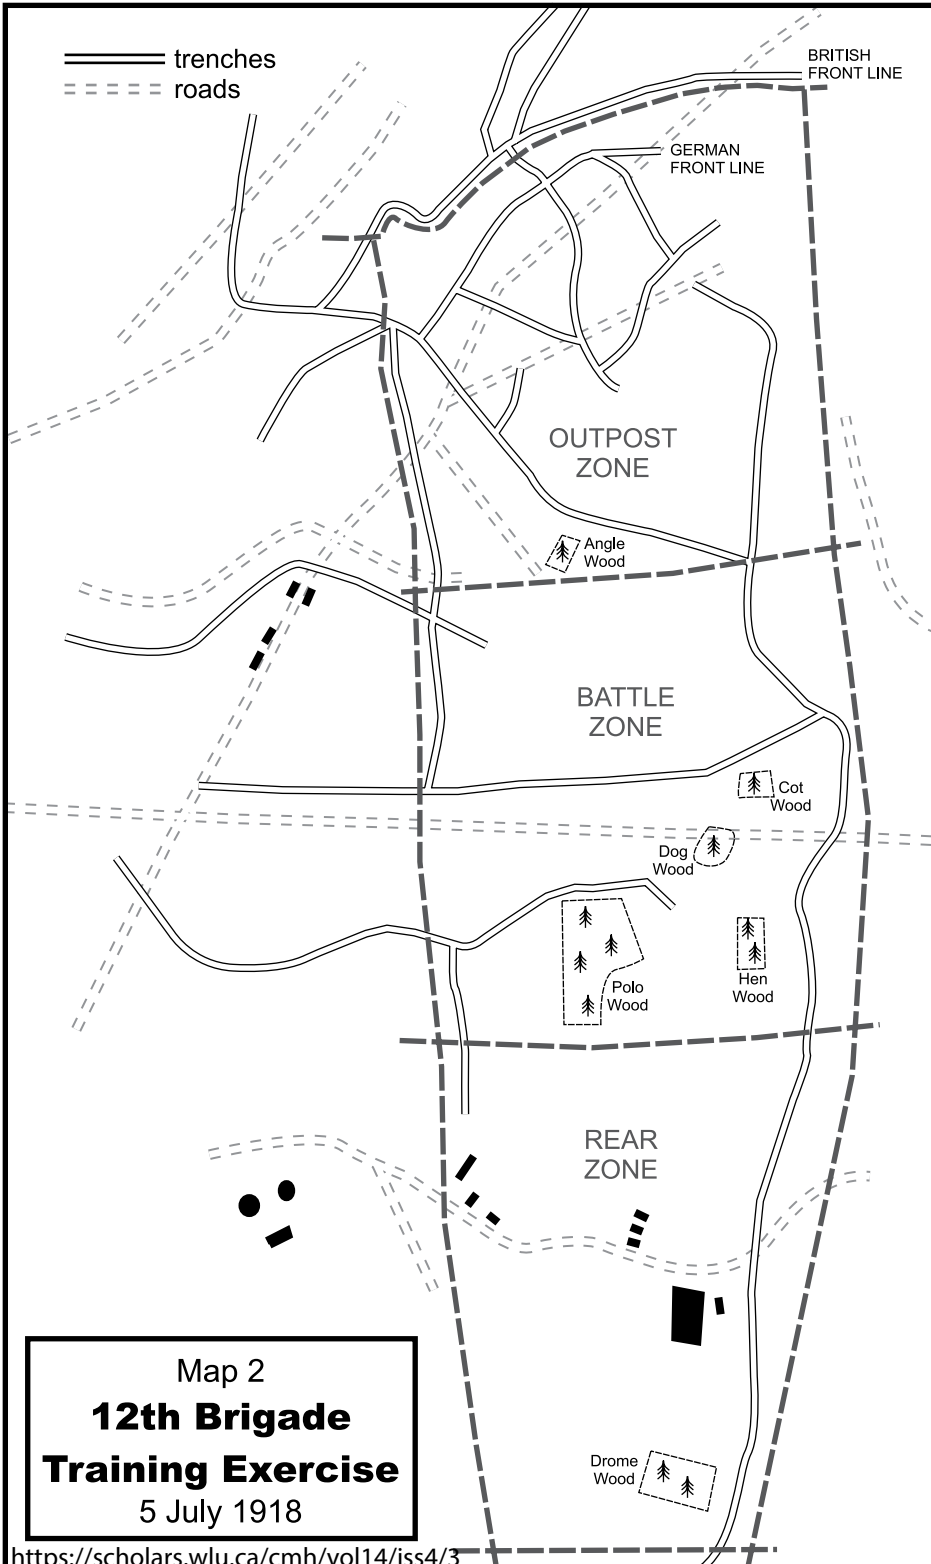 trenches
roads
BRITISH
FRONT LINE
GERMAN
FRONT LINE
OUTPOST
ZONE
Angle
Wood
BATTLE
ZONE
Cot
Wood
Dog
Wood
Polo
Wood
Hen
Wood
REAR
ZONE
Drome
Wood
Map 2
12th Brigade
Training Exercise
5 July 1918
https://scholars.wlu.ca/cmh/vol14/iss4/3